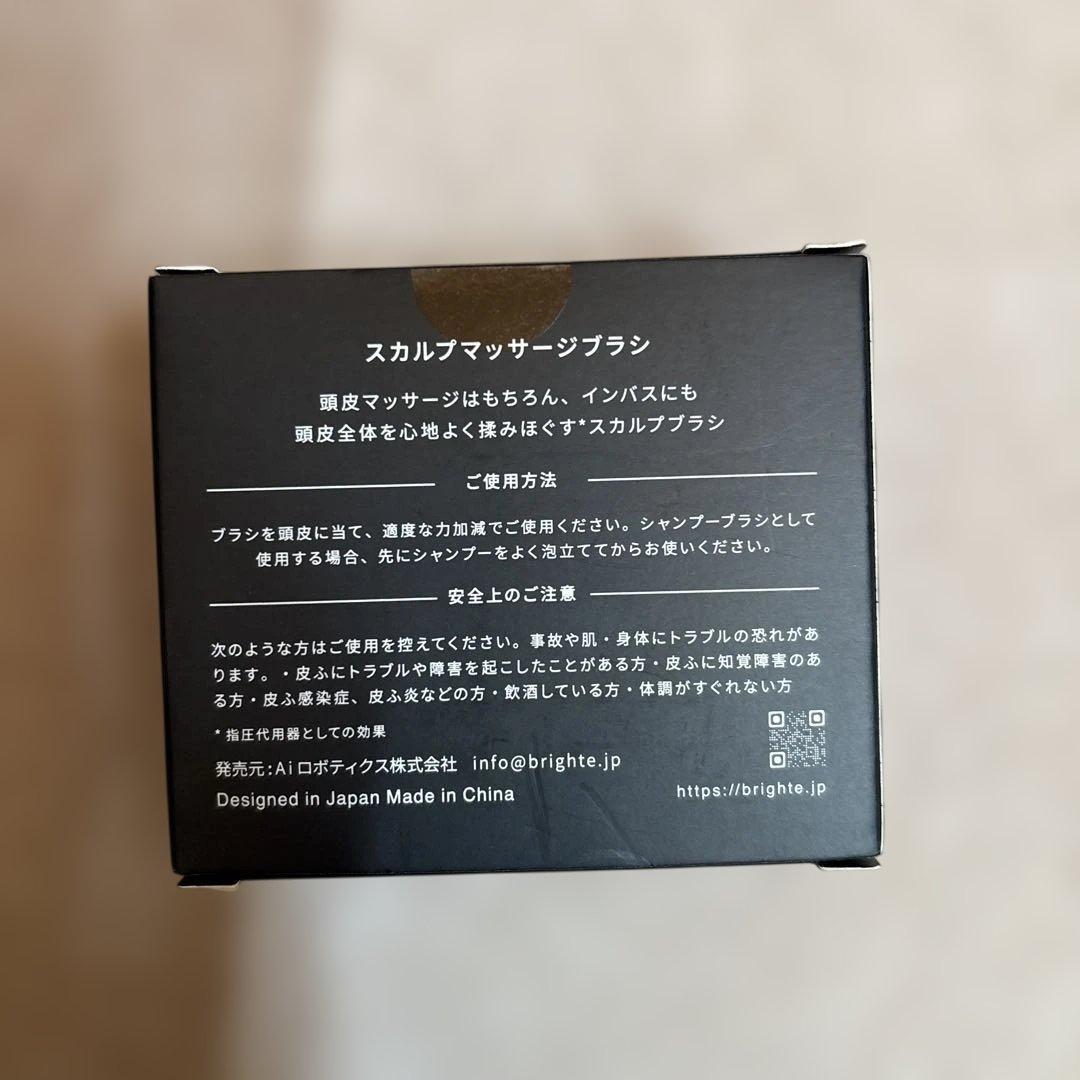 スカルプマッサージブラシ
頭皮マッサージはもちろん、インバスにも
頭皮全体を心地よく揉みほぐす*スカルプブラシ
ご使用方法
ブラシを頭皮に当て、適度な力加減でご使用ください。シャンプーブラシとして
使用する場合、先にシャンプーをよく泡立ててからお使いください。
安全上のご注意
次のような方はご使用を控えてください。事故や肌・身体にトラブルの恐れがあ
ります。・皮ふにトラブルや障害を起こしたことがある方・皮ふに知覚障害のあ
る方・皮ふ感染症、皮ふ炎などの方・飲酒している方・体調がすぐれない方
* 指圧代用器としての効果
発売元:Aiロボティクス株式会社 info@brighte.jp
Designed in Japan Made in China
https://brighte.jp